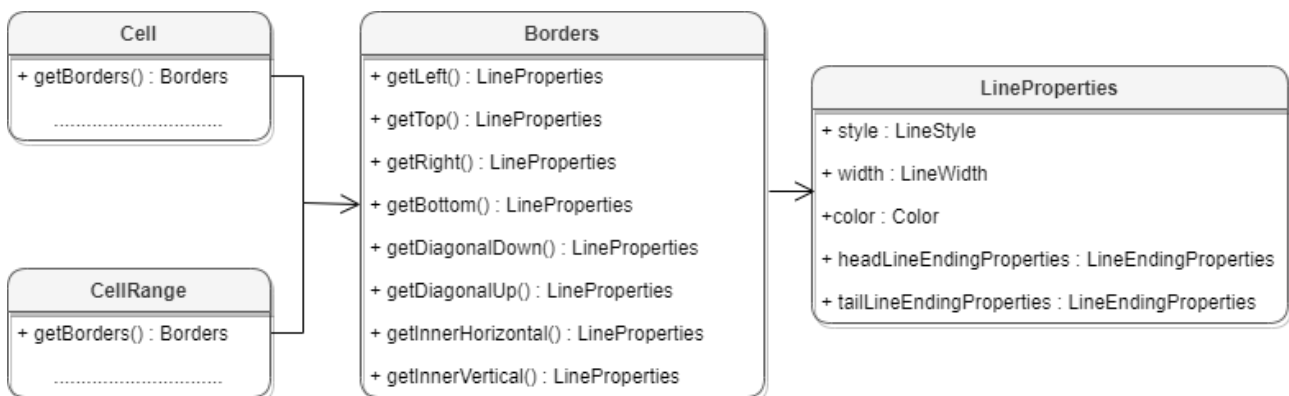 Cell
+ getBorders() : Borders
................................
CellRange
+ getBorders() : Borders
................................
Borders
+ getLeft() : LineProperties
+ getTop() : LineProperties
+ getRight() : LineProperties
+ getBottom() : LineProperties
+ getDiagonalDown() : LineProperties
+ getDiagonalUp() : LineProperties
+ getInnerHorizontal() : LineProperties
+ getInnerVertical() : LineProperties
LineProperties
+ style : LineStyle
+ width : LineWidth
+color : Color
+ headLineEndingProperties : LineEndingProperties
+ tailLineEndingProperties : LineEndingProperties